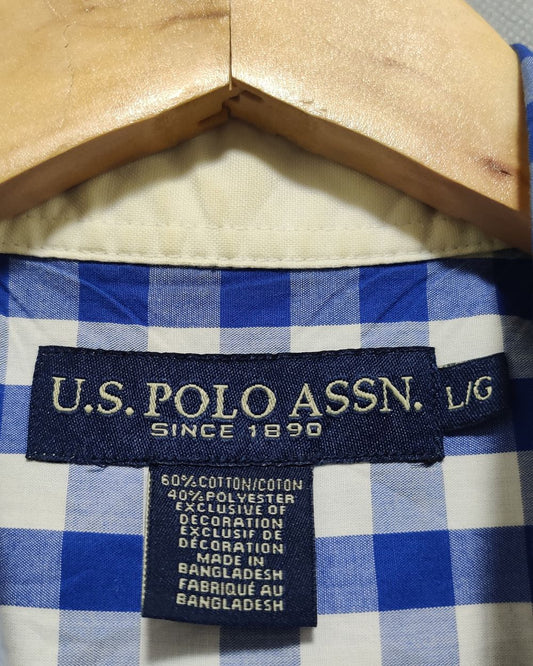 U.S. POLO ASSN.
SINCE 1890
L/G
60% COTTON/COTON
40% POLYESTER
EXCLUSIVE OF
DECORATION
EXCLUSIF DE
DÉCORATION
MADE IN
BANGLADESH
FABRIQUÉ AU
BANGLADESH